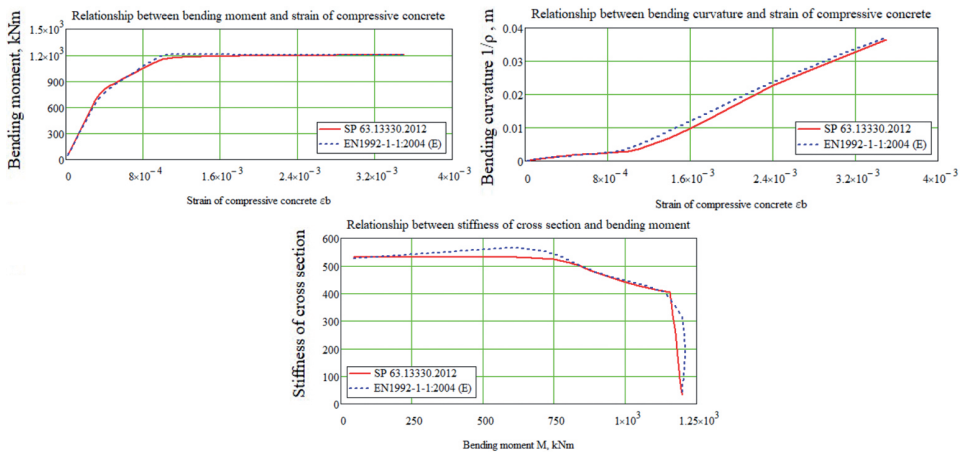 Relationship between bending moment and strain of compressive concrete
Bending moment, kNm
1.5×10³
1.2×10³
900
600
300
0
SP 63.13330.2012
EN1992-1-1:2004 (E)
0 8×10⁻⁴ 1.6×10⁻³ 2.4×10⁻³ 3.2×10⁻³ 4×10⁻³
Strain of compressive concrete εb
Relationship between bending curvature and strain of compressive concrete
Bending curvature 1/ρ , m
0.04
0.03
0.02
0.01
0
SP 63.13330.2012
EN1992-1-1:2004 (E)
0 8×10⁻⁴ 1.6×10⁻³ 2.4×10⁻³ 3.2×10⁻³ 4×10⁻³
Strain of compressive concrete εb
Relationship between stiffness of cross section and bending moment
Stiffness of cross section
600
500
400
300
200
100
0
SP 63.13330.2012
EN1992-1-1:2004 (E)
0 250 500 750 1×10³ 1.25×10³
Bending moment M, kNm